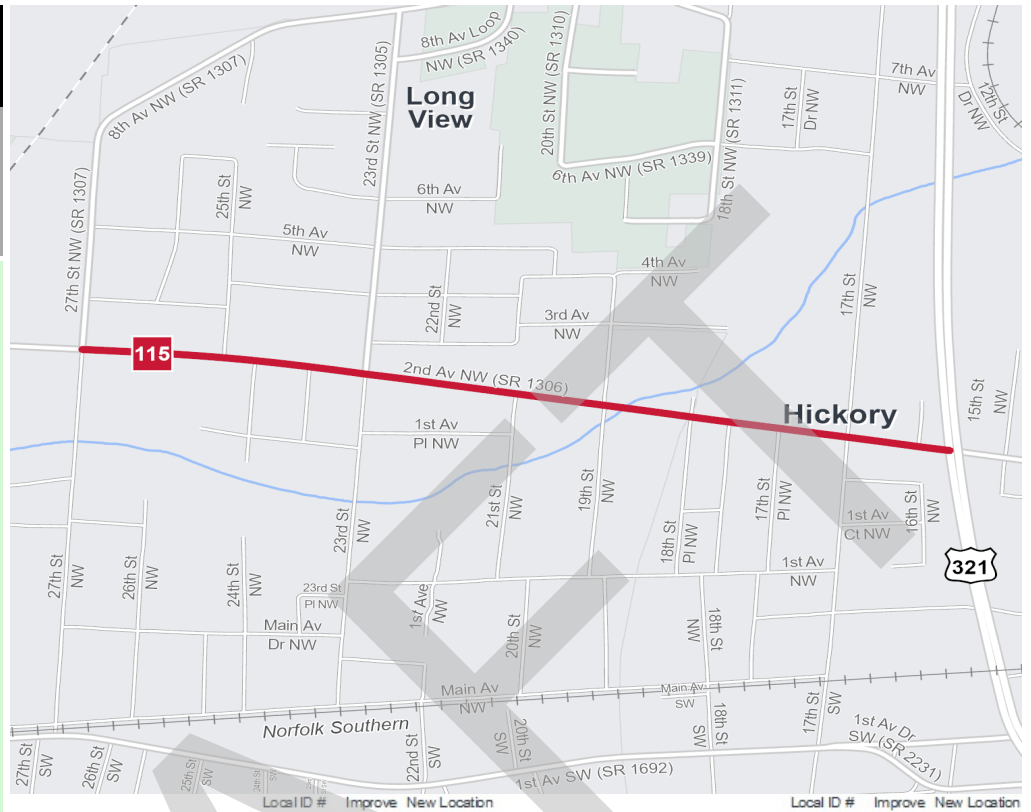 8th Av Loop
NW (SR 1340)
8th Av NW (SR 1307)
23rd St NW (SR 1305)
Long
View
20th St NW (SR 1310)
18th St NW (SR 1311)
7th Av
NW
17th St
Dr NW
12th St
Dr NW
6th Av NW (SR 1339)
27th St NW (SR 1307)
25th St
NW
6th Av
NW
5th Av
NW
4th Av
NW
17th St
NW
22nd St
NW
3rd Av
NW
115
2nd Av NW (SR 1306)
Hickory
15th St
NW
1st Av
Pl NW
21st St
NW
19th St
NW
18th St
Pl NW
17th St
Pl NW
1st Av
Ct NW
16th St
NW
23rd St
NW
27th St
NW
26th St
NW
24th St
NW
23rd St
Pl NW
1st Ave
NW
1st Av
NW
321
Main Av
Dr NW
20th St
NW
18th St
NW
Main Av
NW
Main Av
SW
Norfolk Southern
27th St
SW
26th St
SW
25th St
SW
24th St
SW
22nd St
SW
20th St
SW
18th St
SW
17th St
SW
1st Av Dr
SW (SR 2231)
1st Av SW (SR 1692)
Local ID # Improve New Location Local ID # Improve New Location